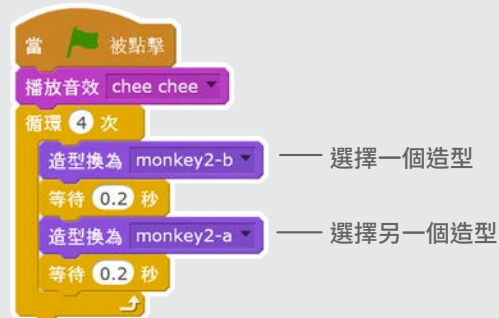 當 被點擊
播放音效 chee chee
循環 4 次
造型換為 monkey2-b 選擇一個造型
等待 0.2 秒
造型換為 monkey2-a 選擇另一個造型
等待 0.2 秒